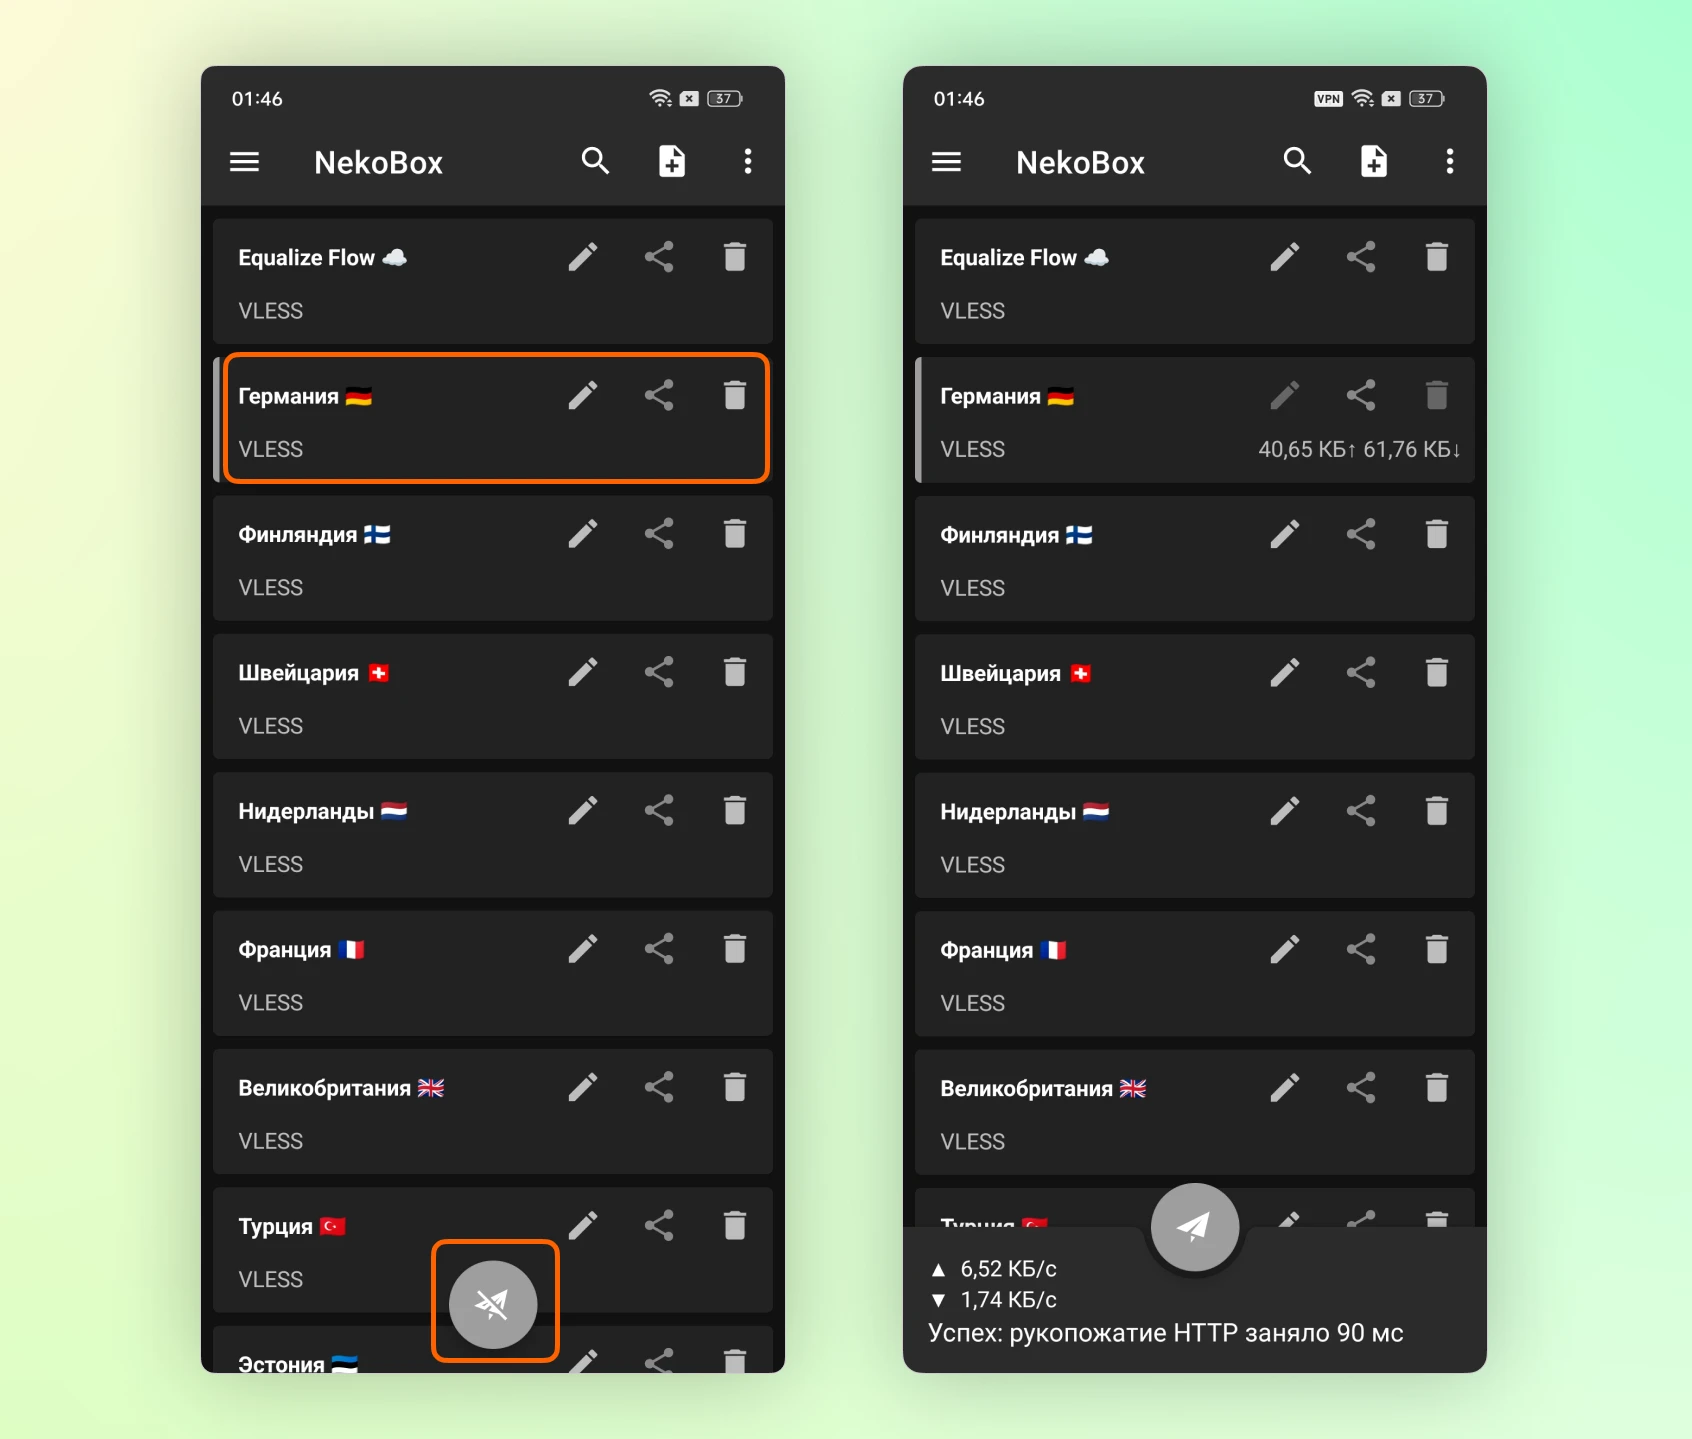 01:46
37
NekoBox
Equalize Flow
VLESS
Германия
VLESS
Финляндия
VLESS
Швейцария
VLESS
Нидерланды
VLESS
Франция
VLESS
Великобритания
VLESS
Турция
VLESS
Эстония
01:46
VPN 37
NekoBox
Equalize Flow
VLESS
Германия
VLESS 40,65 КБ↑ 61,76 КБ↓
Финляндия
VLESS
Швейцария
VLESS
Нидерланды
VLESS
Франция
VLESS
Великобритания
VLESS
Турция
▲ 6,52 КБ/с
▼ 1,74 КБ/с
Успех: рукопожатие HTTP заняло 90 мс